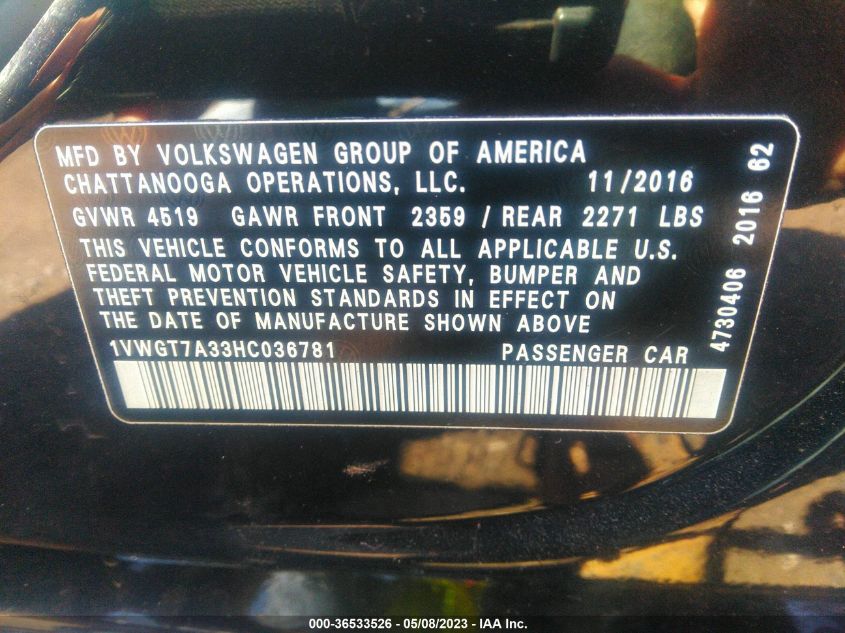 MFD BY VOLKSWAGEN GROUP OF AMERICA
CHATTANOOGA OPERATIONS, LLC. 11/2016
GVWR 4519 GAWR FRONT 2359 / REAR 2271 LBS
THIS VEHICLE CONFORMS TO ALL APPLICABLE U.S.
FEDERAL MOTOR VEHICLE SAFETY, BUMPER AND
THEFT PREVENTION STANDARDS IN EFFECT ON
THE DATE OF MANUFACTURE SHOWN ABOVE
1VWGT7A33HC036781 PASSENGER CAR
4730406 2016 62
000-36533526 - 05/08/2023 - IAA Inc.